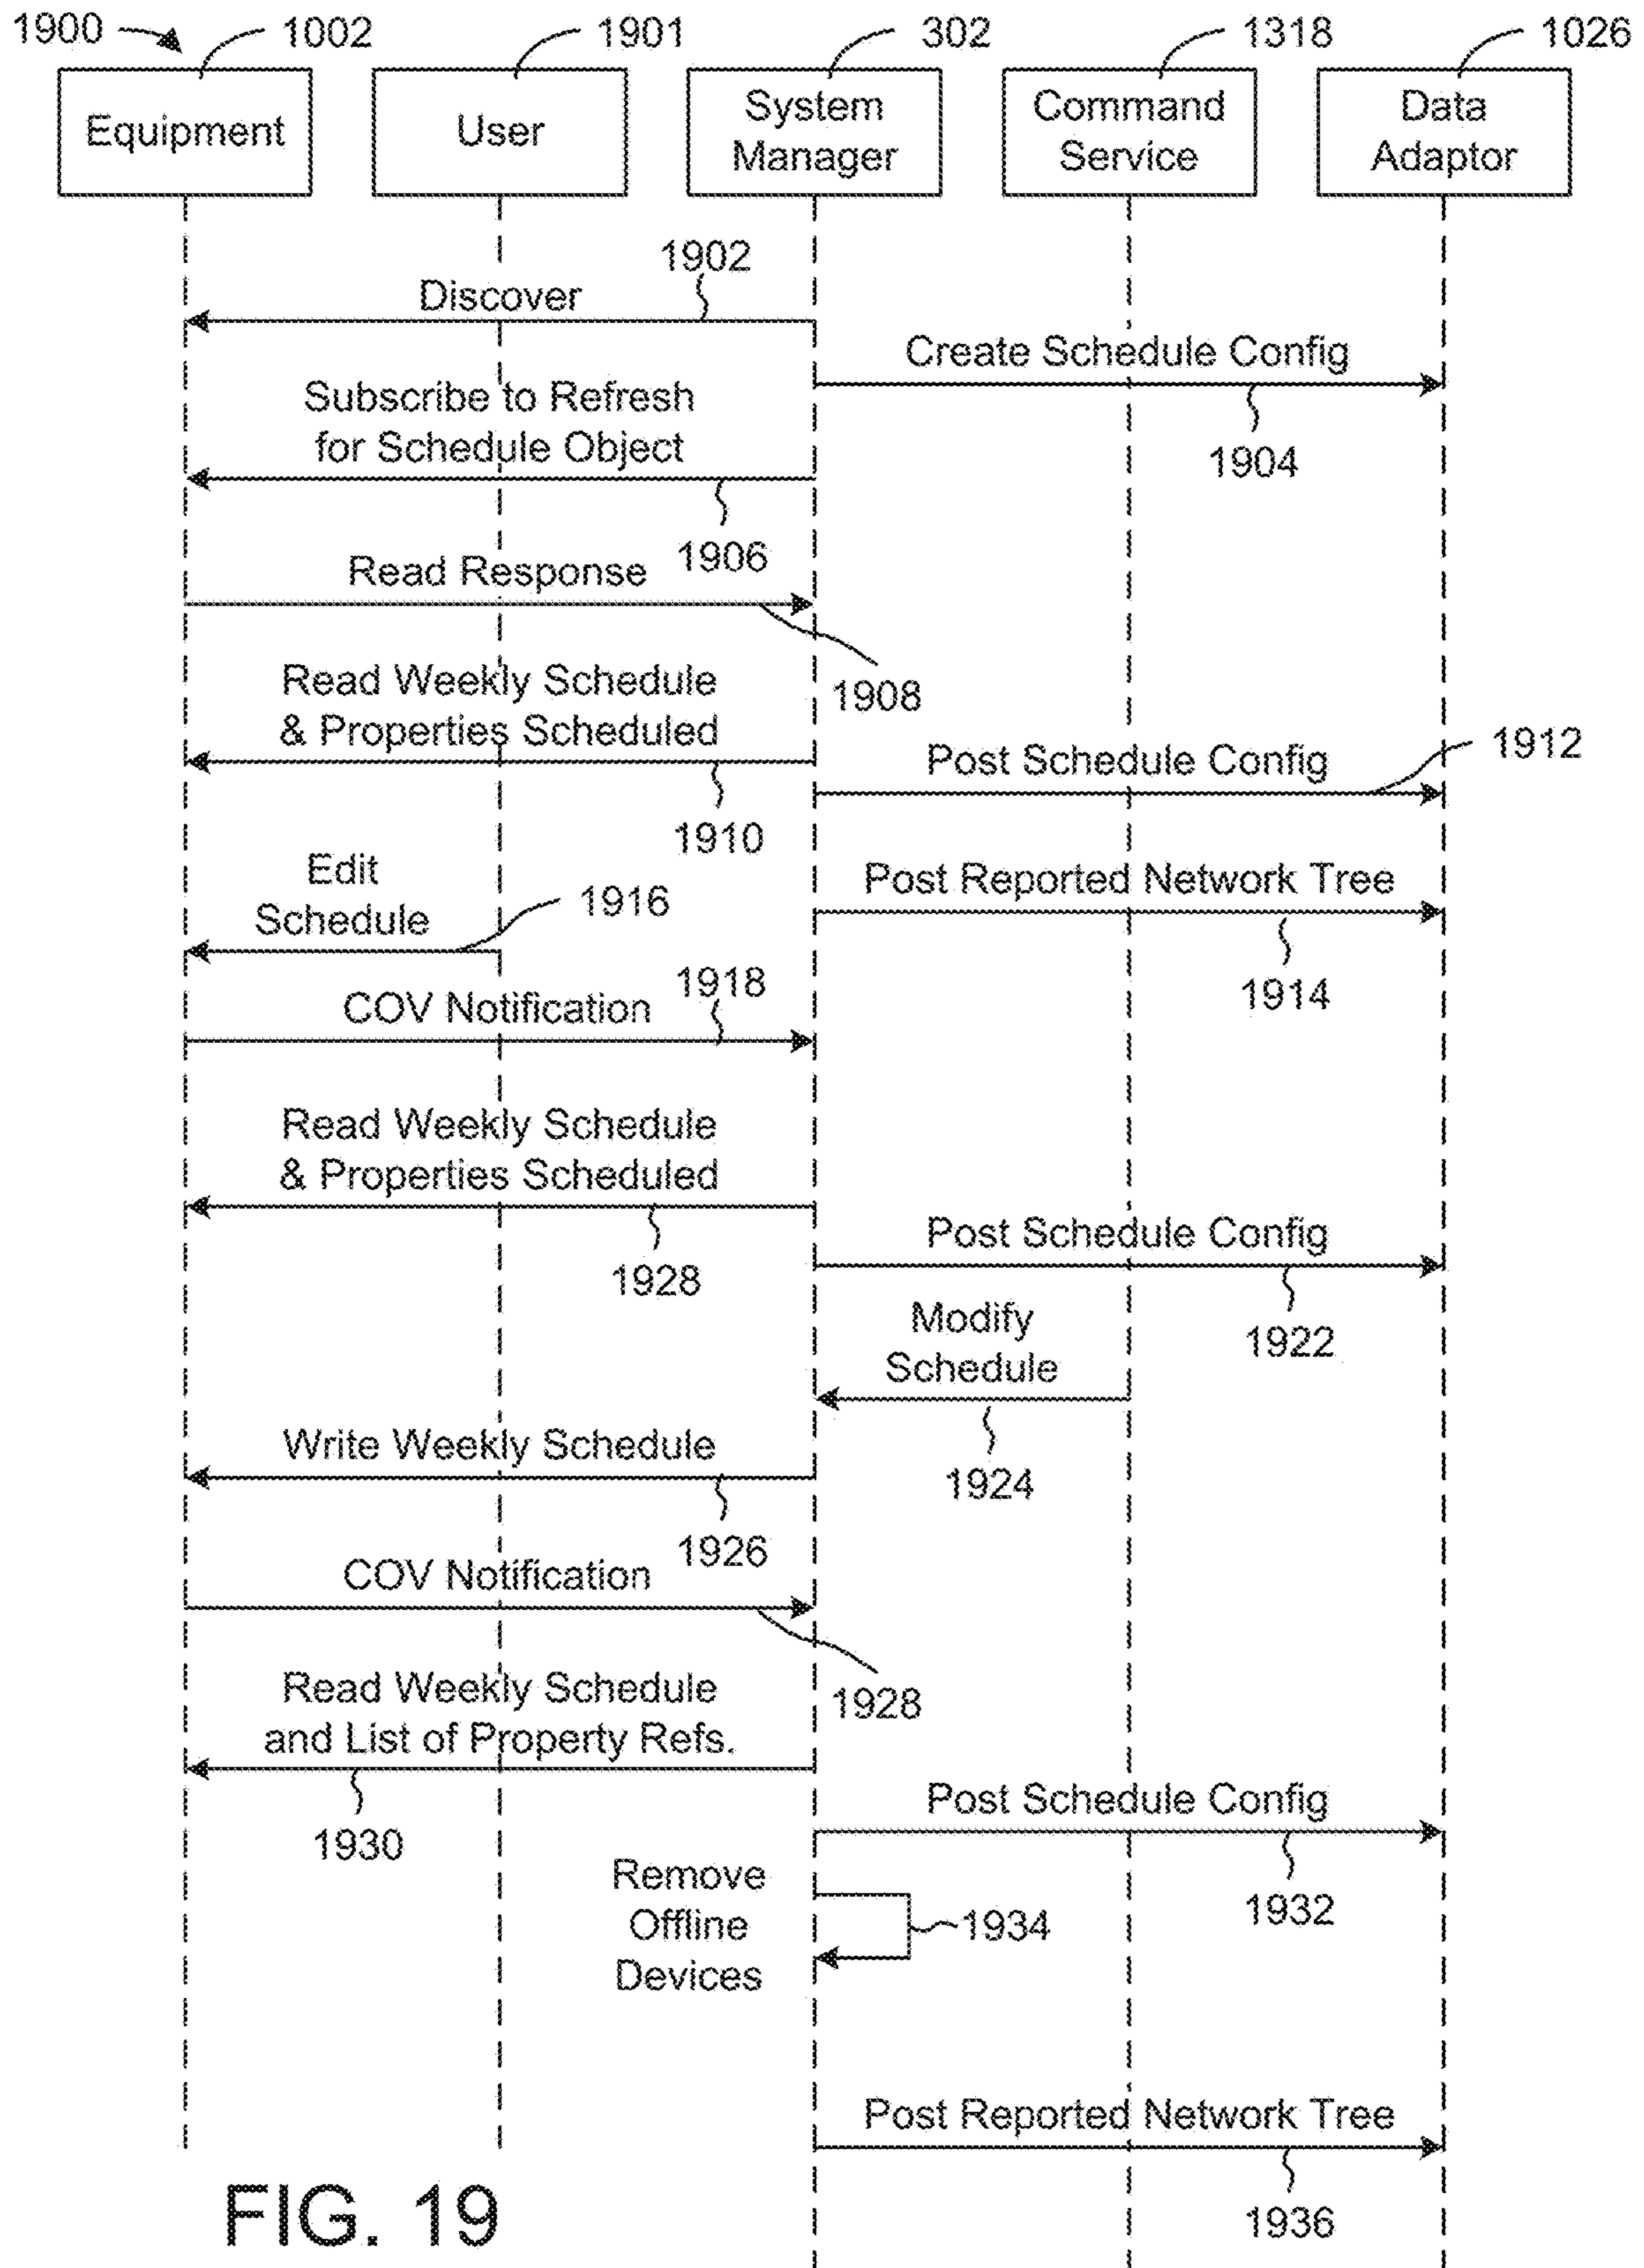 1900
1002
1901
302
1318
1026
Equipment
User
System
Manager
Command
Service
Data
Adaptor
1902
Discover
Create Schedule Config
1904
Subscribe to Refresh
for Schedule Object
1906
Read Response
1908
Read Weekly Schedule
& Properties Scheduled
1910
Post Schedule Config
1912
Post Reported Network Tree
1914
Edit
Schedule
1916
1918
COV Notification
Read Weekly Schedule
& Properties Scheduled
1928
Post Schedule Config
1922
Modify
Schedule
1924
Write Weekly Schedule
1926
COV Notification
1928
Read Weekly Schedule
and List of Property Refs.
1930
Post Schedule Config
1932
Remove
Offline
Devices
1934
Post Reported Network Tree
1936
FIG. 19